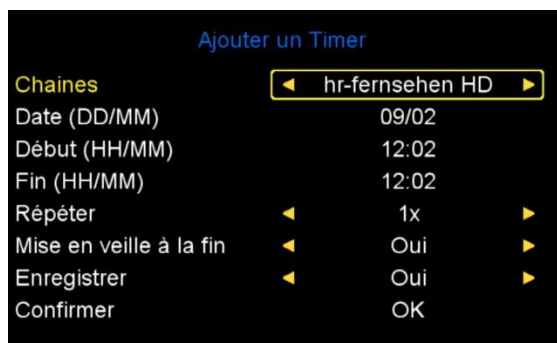 Ajouter un Timer
Chaines ◄ hr-fernsehen HD ►
Date (DD/MM) 09/02
Début (HH/MM) 12:02
Fin (HH/MM) 12:02
Répéter ◄ 1x ►
Mise en veille à la fin ◄ Oui ►
Enregistrer ◄ Oui ►
Confirmer OK